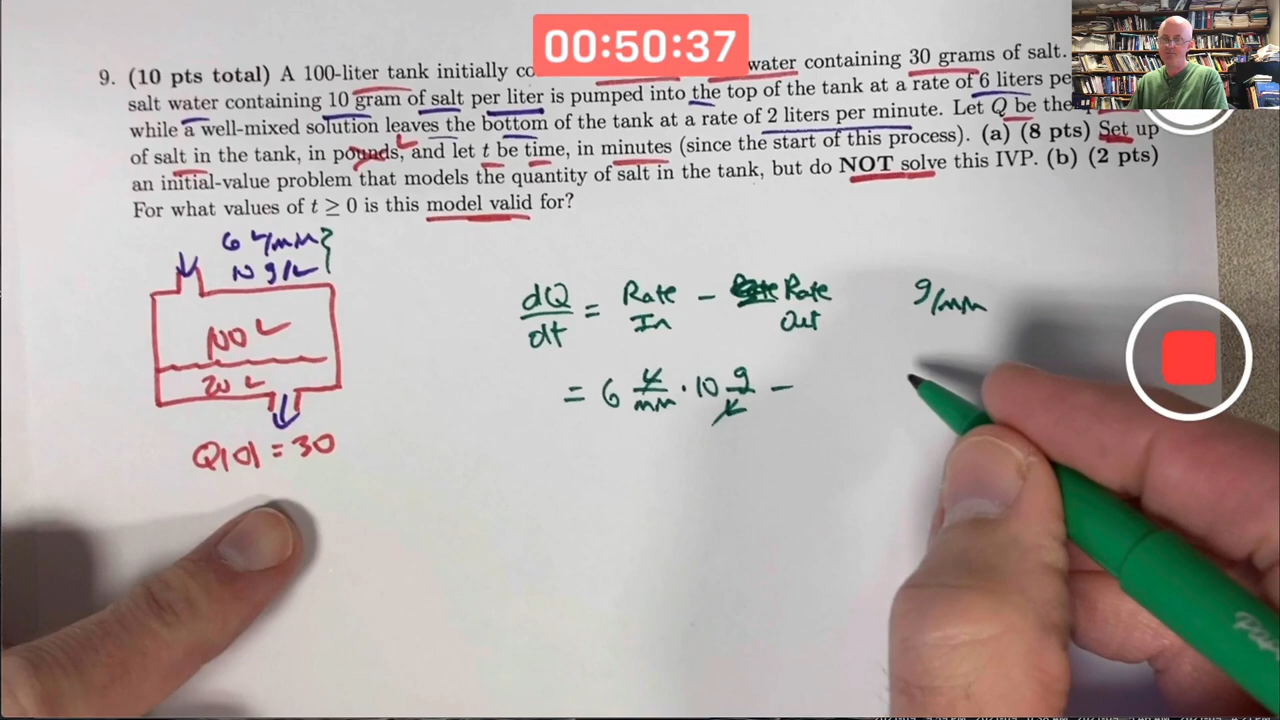 00:50:37
9. (10 pts total) A 100-liter tank initially co water containing 30 grams of salt.
salt water containing 10 gram of salt per liter is pumped into the top of the tank at a rate of 6 liters pe
while a well-mixed solution leaves the bottom of the tank at a rate of 2 liters per minute. Let Q be the
of salt in the tank, in pounds, and let t be time, in minutes (since the start of this process). (a) (8 pts) Set up
an initial-value problem that models the quantity of salt in the tank, but do NOT solve this IVP. (b) (2 pts)
For what values of t ≥ 0 is this model valid for?
6 L/min
10 g/L
100 L
20 L
Q(0) = 30
dQ/dt = Rate In - Rate Out g/min
= 6 L/min · 10 g/L -